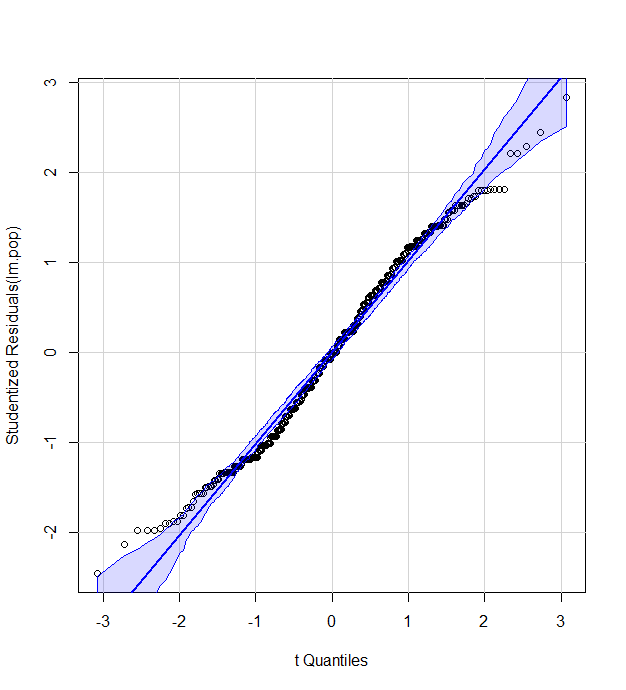 3
2
1
0
-1
-2
Studentized Residuals(lm.pop)
-3 -2 -1 0 1 2 3
t Quantiles